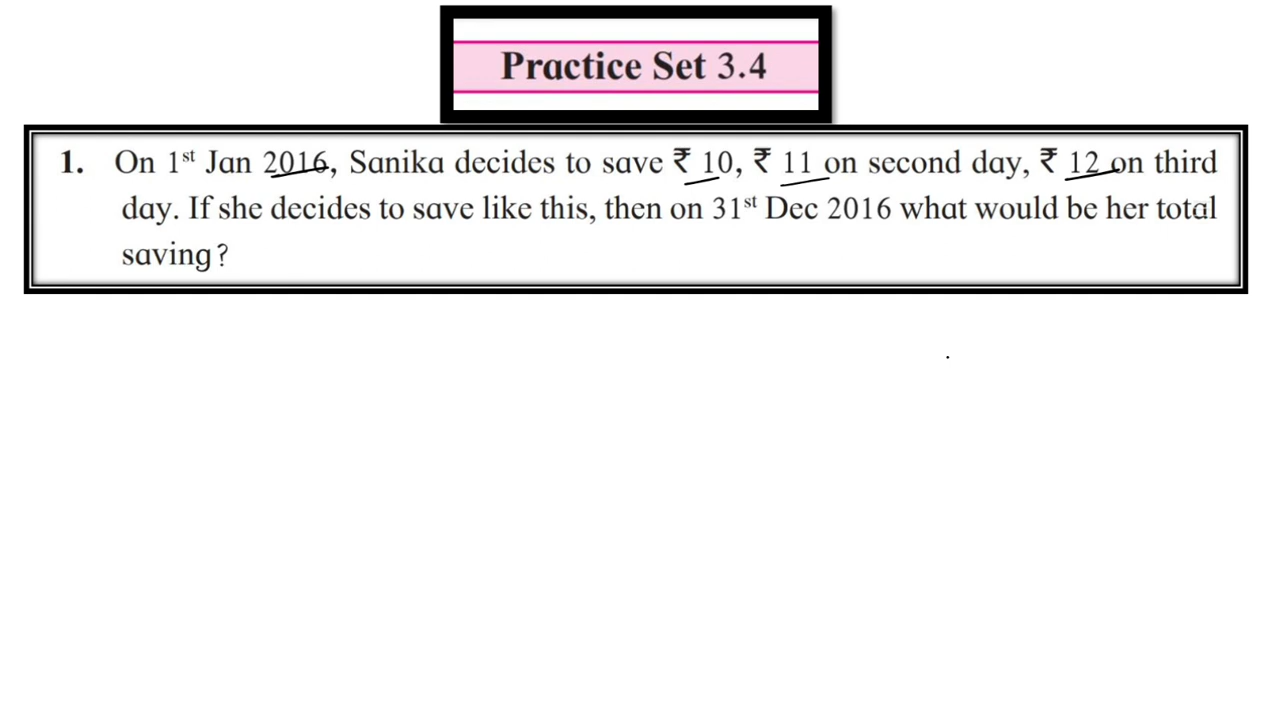 Practice Set 3.4
1. On 1st Jan 2016, Sanika decides to save ₹ 10, ₹ 11 on second day, ₹ 12 on third
day. If she decides to save like this, then on 31st Dec 2016 what would be her total
saving?